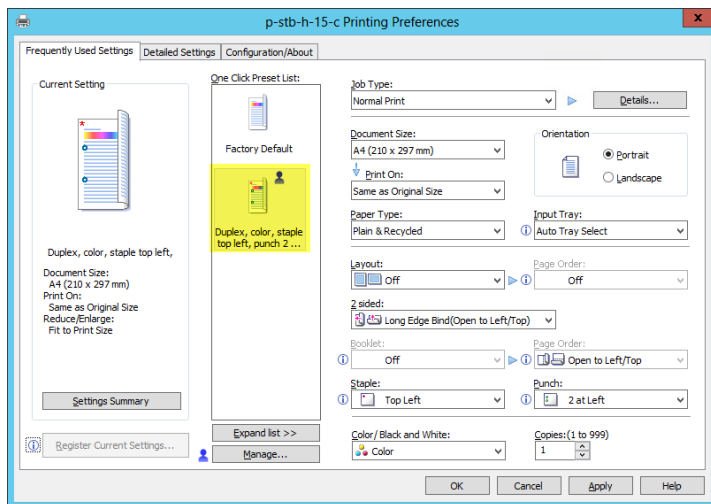 p-stb-h-15-c Printing Preferences
x
Frequently Used Settings
Detailed Settings
Configuration/About
Current Setting
Duplex, color, staple top left,
Document Size:
A4 (210 x 297 mm)
Print On:
Same as Original Size
Reduce/Enlarge:
Fit to Print Size
Settings Summary
Register Current Settings...
One Click Preset List:
Factory Default
Duplex, color, staple
top left, punch 2 ...
Expand list >>
Manage...
Job Type:
Normal Print
Details...
Document Size:
A4 (210 x 297 mm)
Print On:
Same as Original Size
Orientation
Portrait
Landscape
Paper Type:
Plain & Recycled
Input Tray:
Auto Tray Select
Layout:
Off
Page Order:
Off
2 sided:
Long Edge Bind(Open to Left/Top)
Booklet:
Off
Page Order:
Open to Left/Top
Staple:
Top Left
Punch:
2 at Left
Color/Black and White:
Color
Copies:(1 to 999)
1
OK
Cancel
Apply
Help